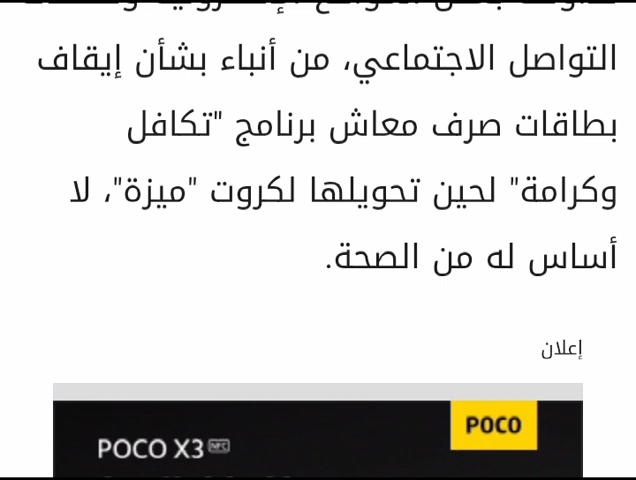 التواصل الاجتماعي، من أنباء بشأن إيقاف
بطاقات صرف معاش برنامج "تكافل
وكرامة" لحين تحويلها لكروت "ميزة"، لا
أساس له من الصحة.
إعلان
POCO
POCO X3 NFC